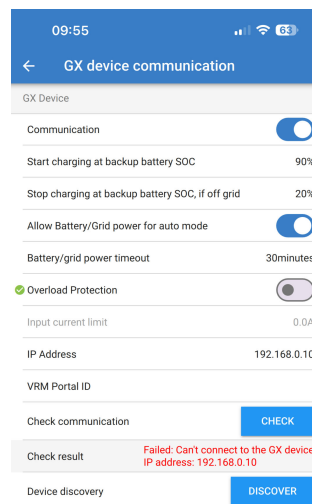 09:55
63
GX device communication
GX Device
Communication
Start charging at backup battery SOC 90%
Stop charging at backup battery SOC, if off grid 20%
Allow Battery/Grid power for auto mode
Battery/grid power timeout 30minutes
Overload Protection
Input current limit 0.0A
IP Address 192.168.0.10
VRM Portal ID
Check communication CHECK
Check result Failed: Can't connect to the GX device
IP address: 192.168.0.10
Device discovery DISCOVER